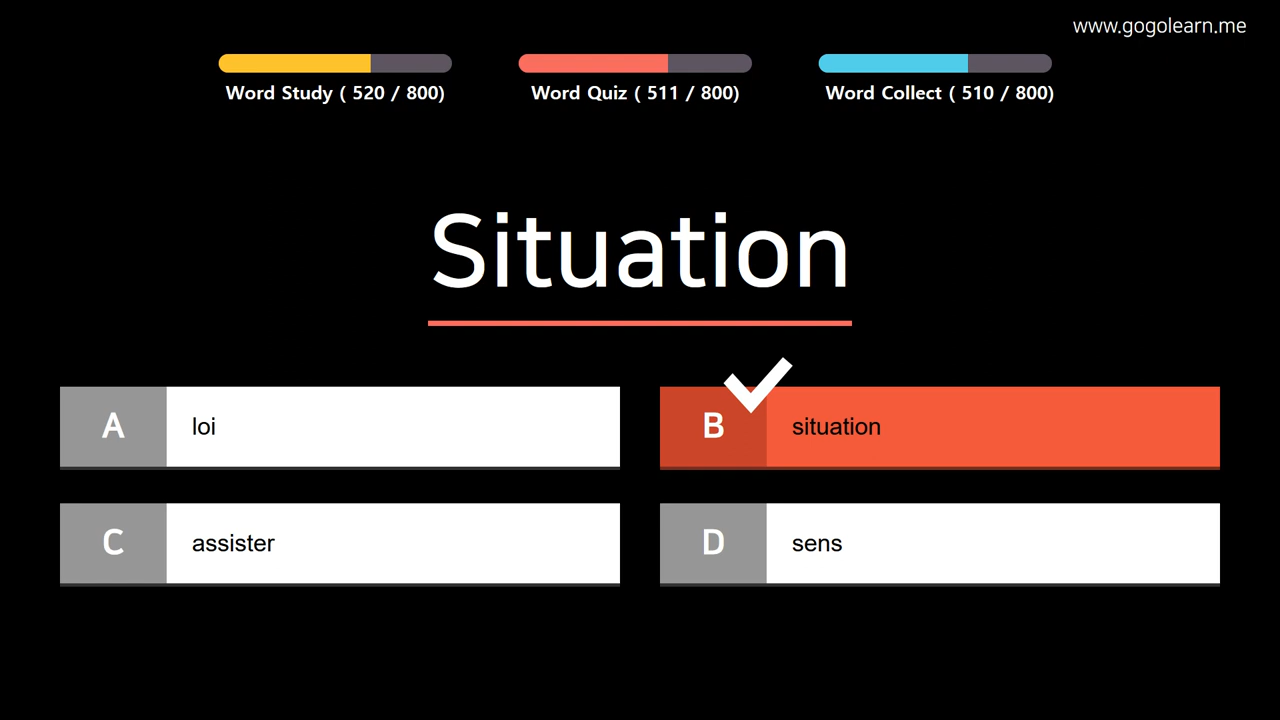 www.gogolearn.me
Word Study ( 520 / 800)
Word Quiz ( 511 / 800)
Word Collect ( 510 / 800)
Situation
A
loi
B
situation
C
assister
D
sens